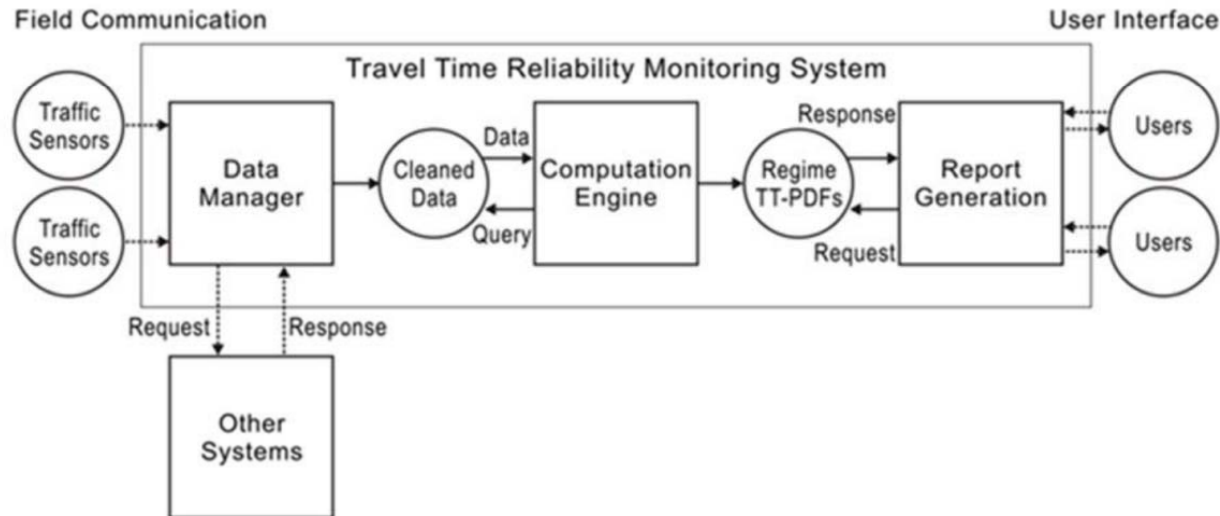 Field Communication
User Interface
Travel Time Reliability Monitoring System
Traffic
Sensors
Traffic
Sensors
Data
Manager
Cleaned
Data
Data
Query
Computation
Engine
Regime
TT-PDFs
Response
Request
Report
Generation
Users
Users
Request
Response
Other
Systems